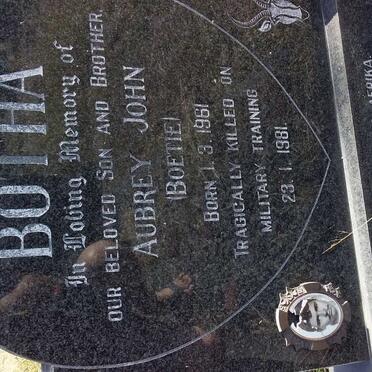 BOTHA
In Loving Memory of
OUR BELOVED SON AND BROTHER.
AUBREY JOHN
(BOETIE)
BORN 1.3.1961
TRAGICALLY KILLED ON
MILITARY TRAINING
23.1.1981.